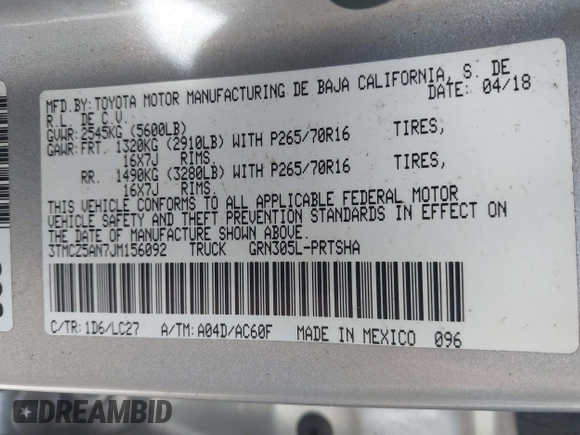 MFD.BY:TOYOTA MOTOR MANUFACTURING DE BAJA CALIFORNIA, S. DE
R.L. DE C.V. DATE: 04/18
GVWR:2545KG (5600LB)
GAWR:FRT. 1320KG (2910LB) WITH P265/70R16 TIRES,
16X7J RIMS.
RR. 1490KG (3280LB) WITH P265/70R16 TIRES,
16X7J RIMS.
THIS VEHICLE CONFORMS TO ALL APPLICABLE FEDERAL MOTOR
VEHICLE SAFETY AND THEFT PREVENTION STANDARDS IN EFFECT ON
THE DATE OF MANUFACTURE SHOWN ABOVE.
3TMCZ5AN7JM156092 TRUCK GRN305L-PRTSHA
C/TR:1D6/LC27 A/TM:A04D/AC60F MADE IN MEXICO 096
DREAMBID